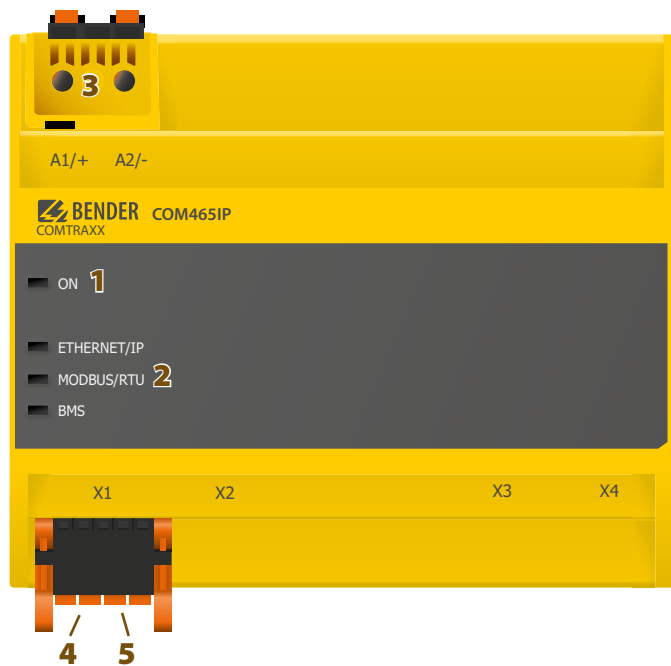 3
A1/+ A2/-
BENDER COM465IP
COMTRAXX
ON 1
ETHERNET/IP
MODBUS/RTU 2
BMS
X1 X2 X3 X4
4 5